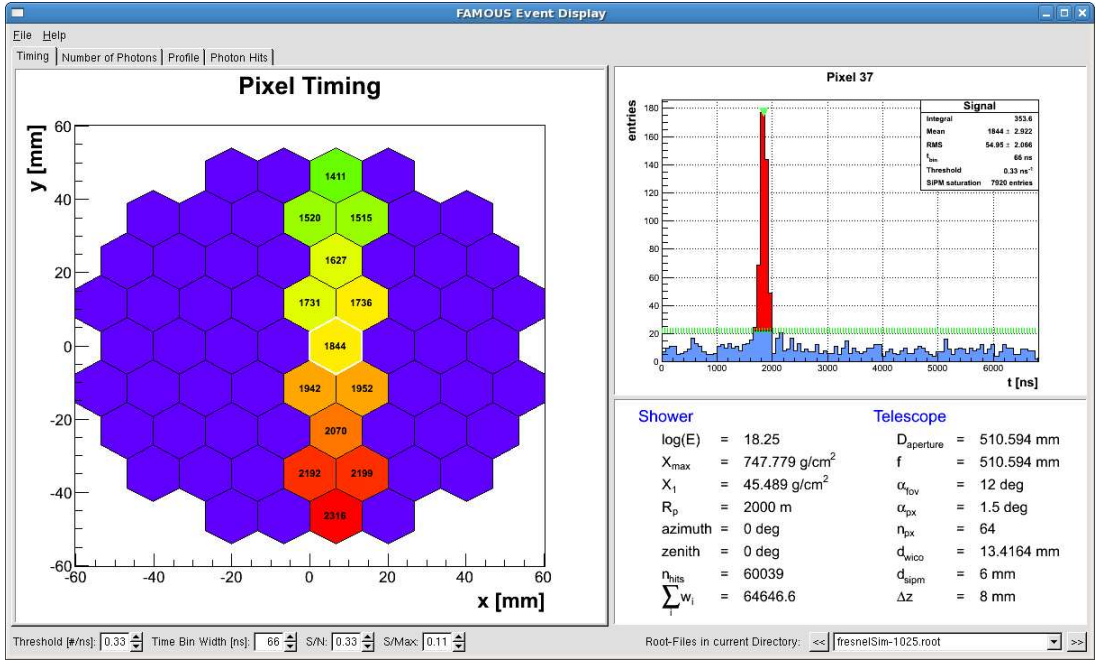 FAMOUS Event Display
File Help
Timing Number of Photons Profile Photon Hits
Pixel Timing
y [mm]
60
40
20
0
-20
-40
-60
1411
1520 1515
1627
1731 1736
1844
1942 1952
2070
2192 2199
2316
-60 -40 -20 0 20 40 60
x [mm]
Pixel 37
entries
180
160
140
120
100
80
60
40
20
0
0 1000 2000 3000 4000 5000 6000
t [ns]
Signal
Integral 353.6
Mean 1844 ± 2.922
RMS 54.95 ± 2.066
t_bin 66 ns
Threshold 0.33 ns⁻¹
SiPM saturation 7920 entries
Shower
log(E) = 18.25
X_max = 747.779 g/cm²
X_1 = 45.489 g/cm²
R_p = 2000 m
azimuth = 0 deg
zenith = 0 deg
n_hits = 60039
∑_i w_i = 64646.6
Telescope
D_aperture = 510.594 mm
f = 510.594 mm
α_fov = 12 deg
α_px = 1.5 deg
n_px = 64
d_wico = 13.4164 mm
d_sipm = 6 mm
Δz = 8 mm
Threshold [#/ns]: 0.33 Time Bin Width [ns]: 66 S/N: 0.33 S/Max: 0.11 Root-Files in current Directory: << fresnelSim-1025.root >>